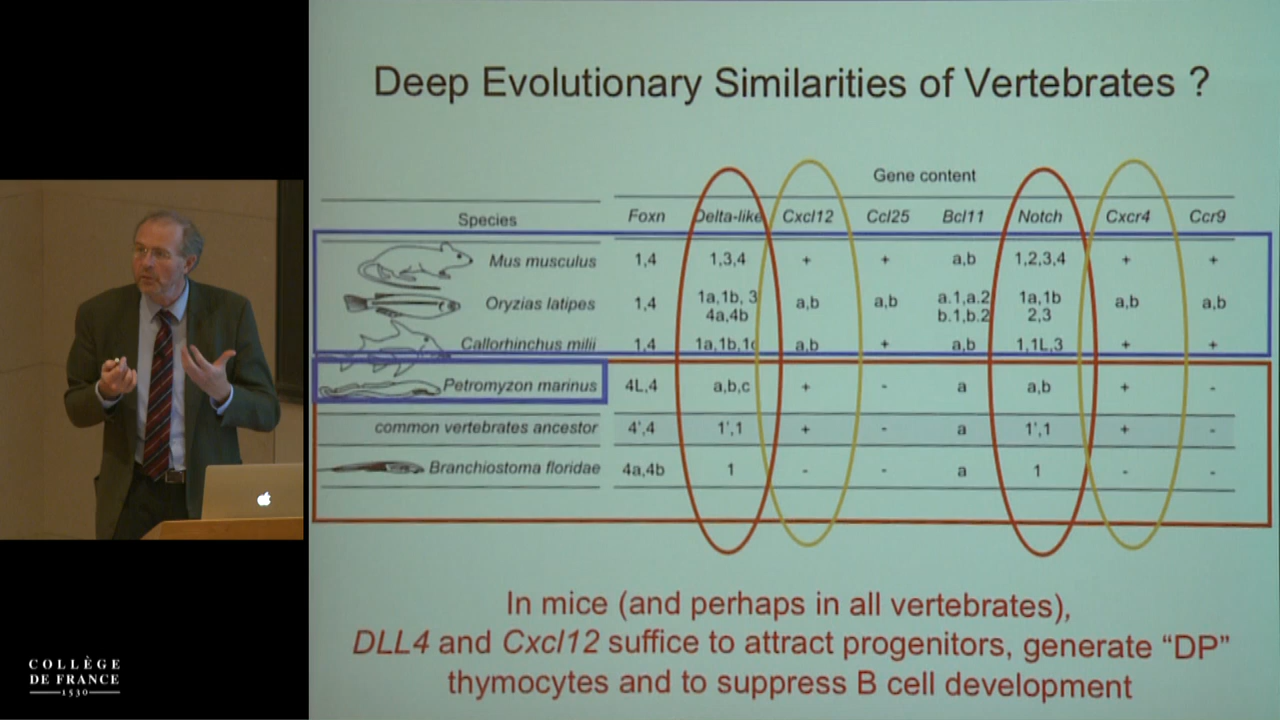 Deep Evolutionary Similarities of Vertebrates ?
Gene content
Species Foxn Delta-like Cxcl12 Ccl25 Bcl11 Notch Cxcr4 Ccr9
Mus musculus 1,4 1,3,4 + + a,b 1,2,3,4 + +
Oryzias latipes 1,4 1a,1b, 3 4a,4b a,b a,b a.1,a.2 b.1,b.2 1a,1b 2,3 a,b a,b
Callorhinchus milii 1,4 1a,1b,1c a,b + a,b 1,1L,3 + +
Petromyzon marinus 4L,4 a,b,c + - a a,b + -
common vertebrates ancestor 4',4 1',1 + - a 1',1 + -
Branchiostoma floridae 4a,4b 1 - - a 1 - -
In mice (and perhaps in all vertebrates),
DLL4 and Cxcl12 suffice to attract progenitors, generate “DP”
thymocytes and to suppress B cell development
COLLÈGE
DE FRANCE
1530